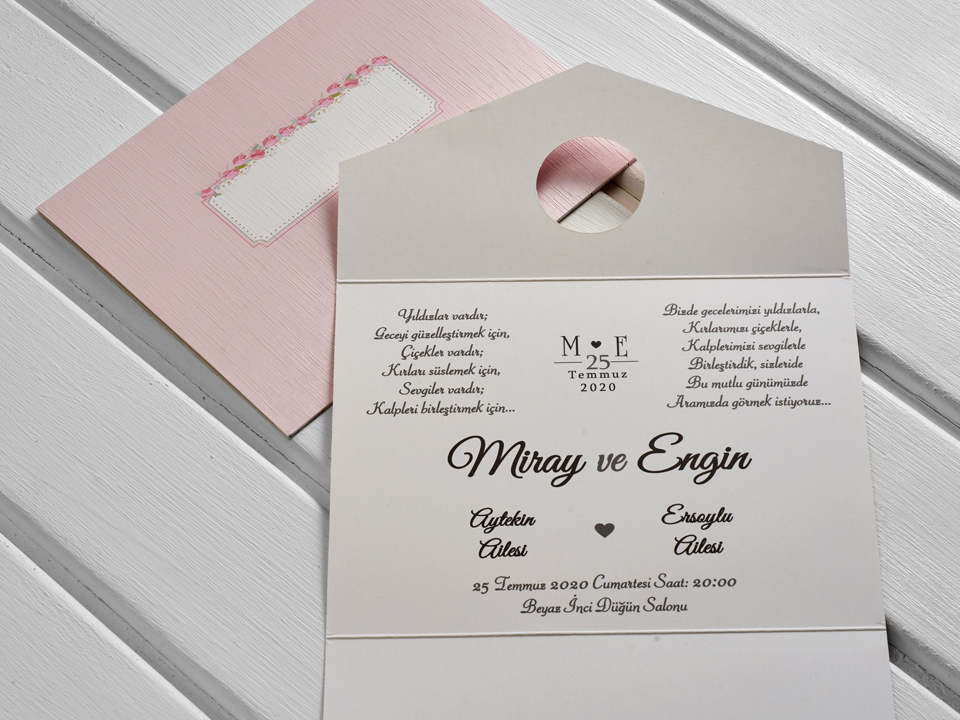 Yıldızlar vardır;
Geceyi güzelleştirmek için,
Çiçekler vardır;
Kırları süslemek için,
Sevgiler vardır;
Kalpleri birleştirmek için...
M ♥ E
25
Temmuz
2020
Bizde gecelerimizi yıldızlarla,
Kırlarımızı çiçeklerle,
Kalplerimizi sevgilerle
Birleştirdik, sizleride
Bu mutlu günümüzde
Aramızda görmek istiyoruz...
Miray ve Engin
Aytekin
Ailesi
Ersoylu
Ailesi
25 Temmuz 2020 Cumartesi Saat: 20:00
Beyaz İnci Düğün Salonu